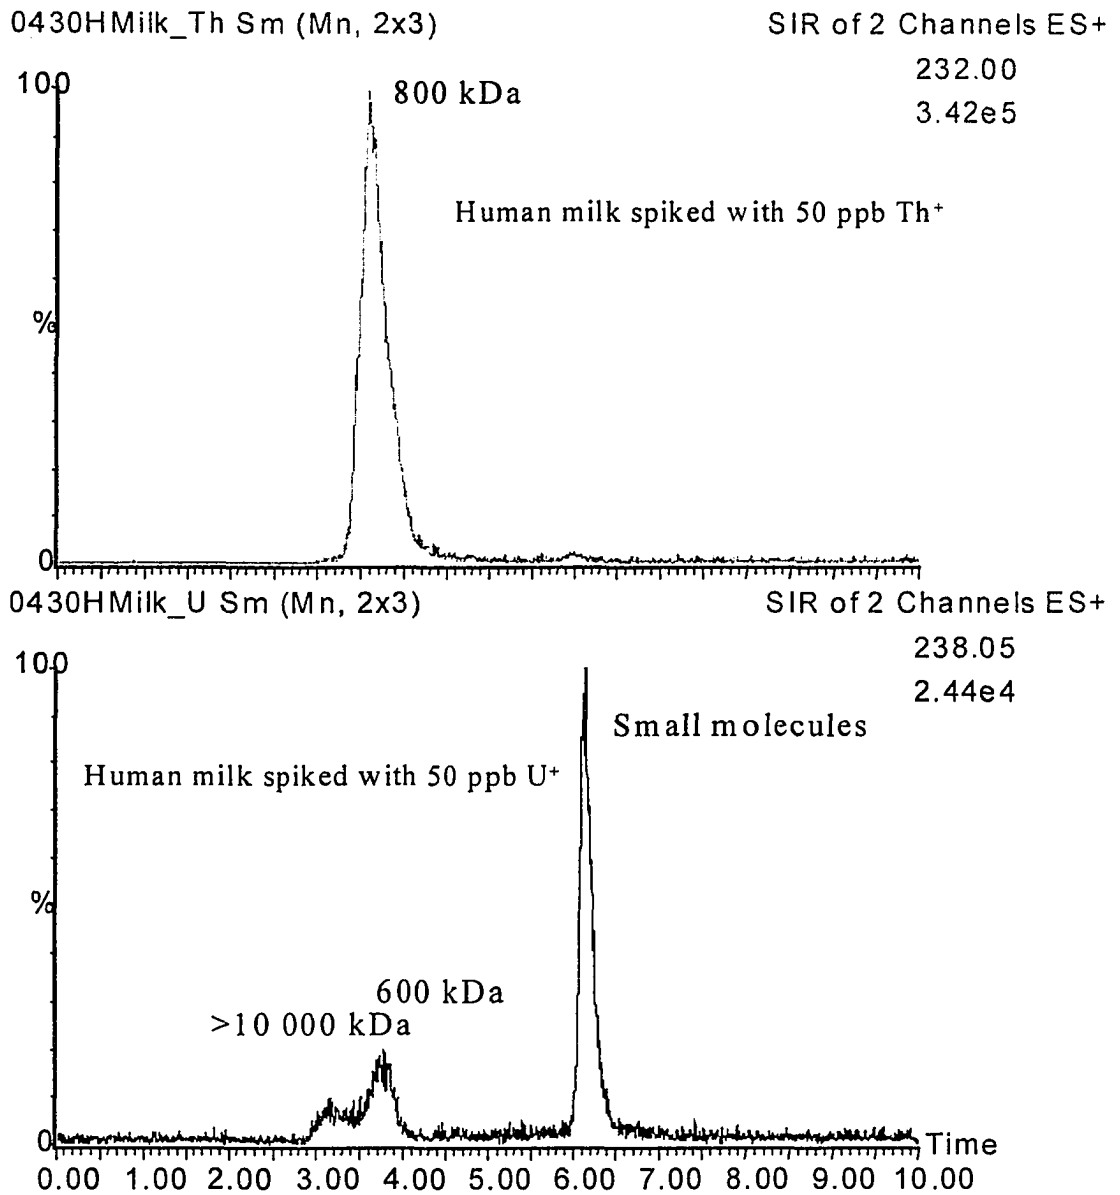 0430HMilk_Th Sm (Mn, 2x3) SIR of 2 Channels ES+
232.00
3.42e5
100
800 kDa
Human milk spiked with 50 ppb Th+
%
0
0430HMilk_U Sm (Mn, 2x3) SIR of 2 Channels ES+
238.05
2.44e4
100
Small molecules
Human milk spiked with 50 ppb U+
%
600 kDa
>10 000 kDa
0
Time
0.00 1.00 2.00 3.00 4.00 5.00 6.00 7.00 8.00 9.00 10.00